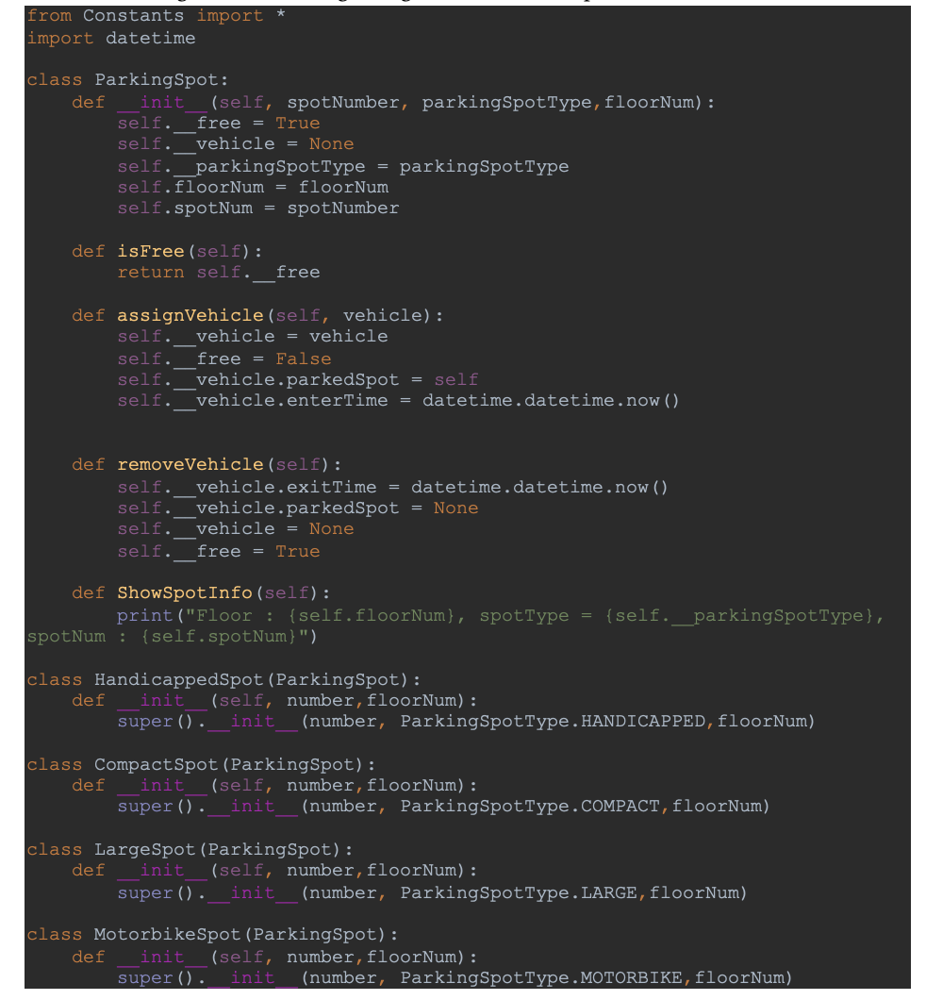 from Constants import *
import datetime

class ParkingSpot:
    def __init__(self, spotNumber, parkingSpotType,floorNum):
        self.__free = True
        self.__vehicle = None
        self.__parkingSpotType = parkingSpotType
        self.floorNum = floorNum
        self.spotNum = spotNumber

    def isFree(self):
        return self.__free

    def assignVehicle(self, vehicle):
        self.__vehicle = vehicle
        self.__free = False
        self.__vehicle.parkedSpot = self
        self.__vehicle.enterTime = datetime.datetime.now()


    def removeVehicle(self):
        self.__vehicle.exitTime = datetime.datetime.now()
        self.__vehicle.parkedSpot = None
        self.__vehicle = None
        self.__free = True

    def ShowSpotInfo(self):
        print("Floor : {self.floorNum}, spotType = {self.__parkingSpotType},
spotNum : {self.spotNum}")

class HandicappedSpot(ParkingSpot):
    def __init__(self, number,floorNum):
        super().__init__(number, ParkingSpotType.HANDICAPPED,floorNum)

class CompactSpot(ParkingSpot):
    def __init__(self, number,floorNum):
        super().__init__(number, ParkingSpotType.COMPACT,floorNum)

class LargeSpot(ParkingSpot):
    def __init__(self, number,floorNum):
        super().__init__(number, ParkingSpotType.LARGE,floorNum)

class MotorbikeSpot(ParkingSpot):
    def __init__(self, number,floorNum):
        super().__init__(number, ParkingSpotType.MOTORBIKE,floorNum)